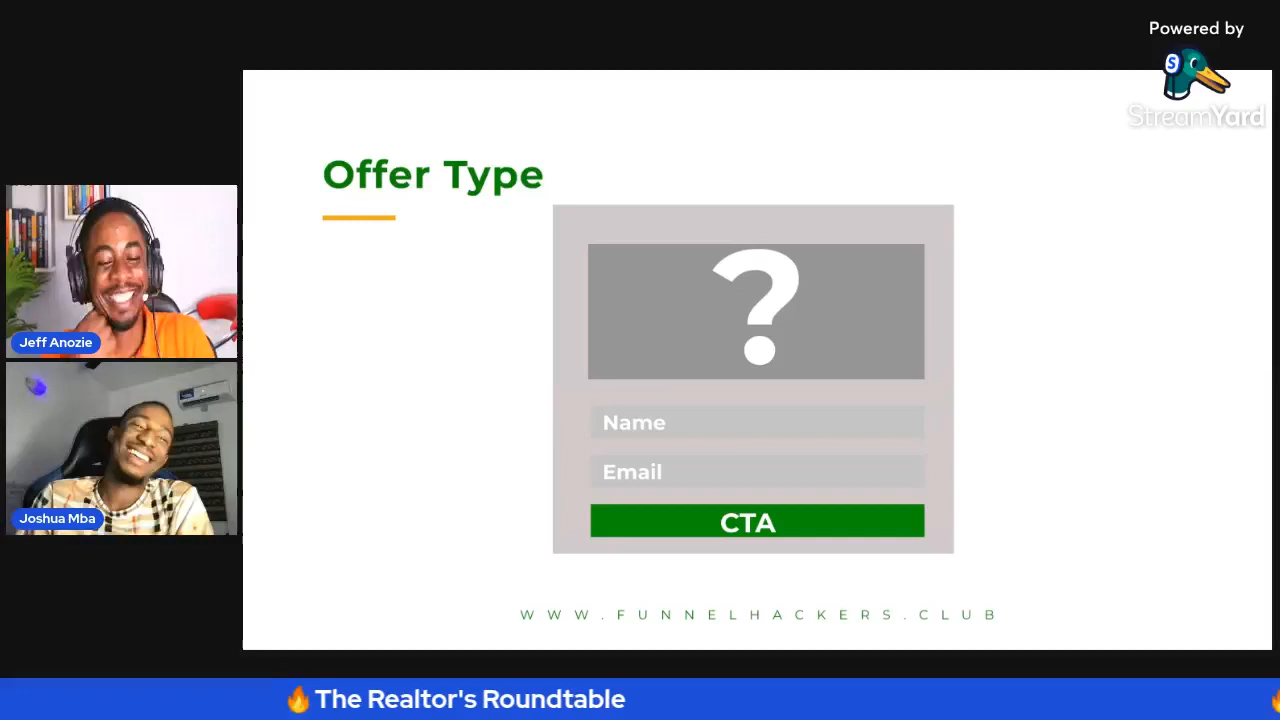 Powered by
S
StreamYard
Offer Type
?
Name
Email
CTA
WWW.FUNNELHACKERS.CLUB
Jeff Anozie
Joshua Mba
🔥The Realtor's Roundtable